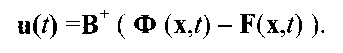 u(t) =B⁺ ( Φ (x,t) – F(x,t) ).